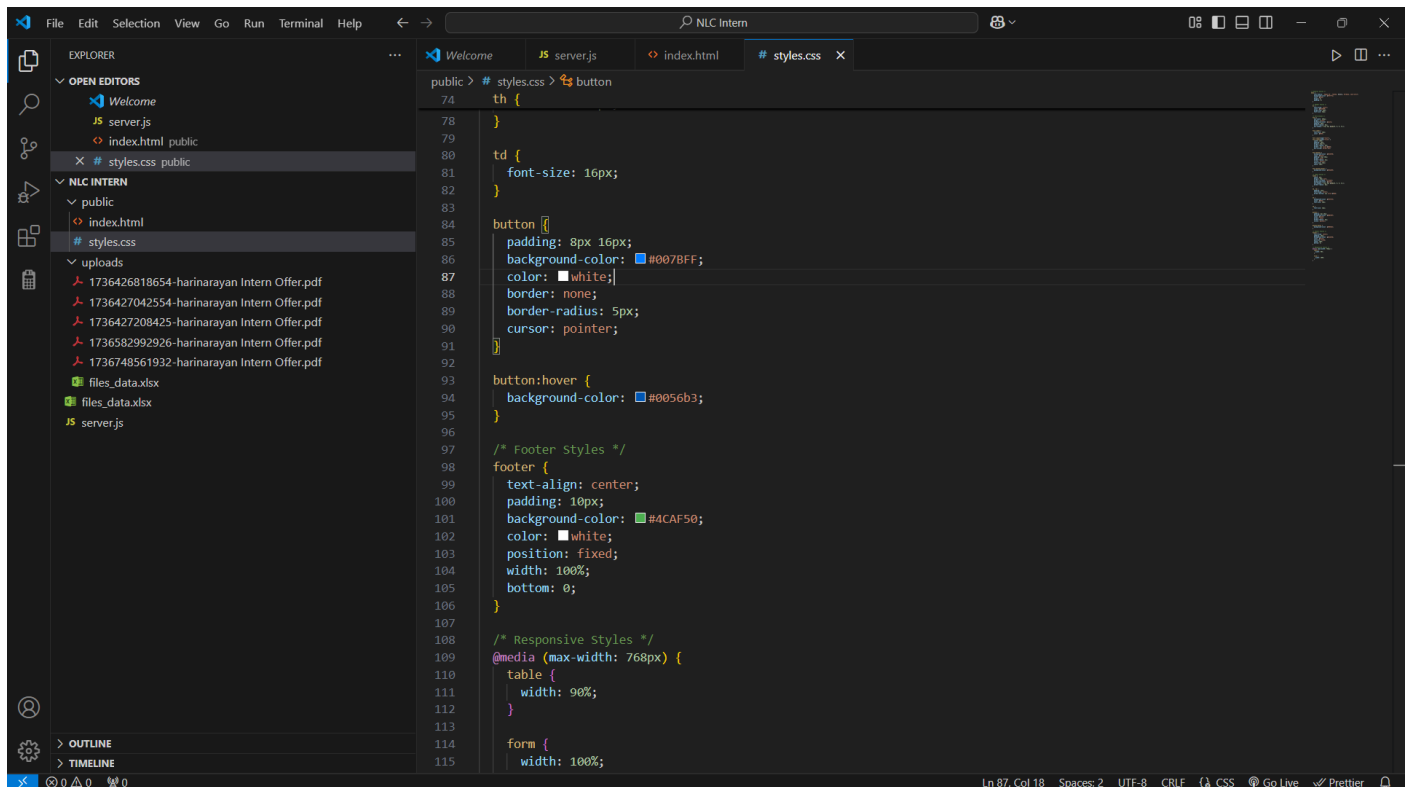 File Edit Selection View Go Run Terminal Help
NLC Intern
EXPLORER
OPEN EDITORS
Welcome
JS server.js
<> index.html public
# styles.css public
NLC INTERN
public
<> index.html
# styles.css
uploads
1736426818654-harinarayan Intern Offer.pdf
1736427042554-harinarayan Intern Offer.pdf
1736427208425-harinarayan Intern Offer.pdf
1736582992926-harinarayan Intern Offer.pdf
1736748561932-harinarayan Intern Offer.pdf
files_data.xlsx
files_data.xlsx
JS server.js
OUTLINE
TIMELINE
Welcome JS server.js <> index.html # styles.css
public > # styles.css > button
74 th {
78 }
79
80 td {
81 font-size: 16px;
82 }
83
84 button {
85 padding: 8px 16px;
86 background-color: #007BFF;
87 color: white;
88 border: none;
89 border-radius: 5px;
90 cursor: pointer;
91 }
92
93 button:hover {
94 background-color: #0056b3;
95 }
96
97 /* Footer Styles */
98 footer {
99 text-align: center;
100 padding: 10px;
101 background-color: #4CAF50;
102 color: white;
103 position: fixed;
104 width: 100%;
105 bottom: 0;
106 }
107
108 /* Responsive Styles */
109 @media (max-width: 768px) {
110 table {
111 width: 90%;
112 }
113
114 form {
115 width: 100%;
0 0 0 Ln 87, Col 18 Spaces: 2 UTF-8 CRLF {} CSS Go Live Prettier